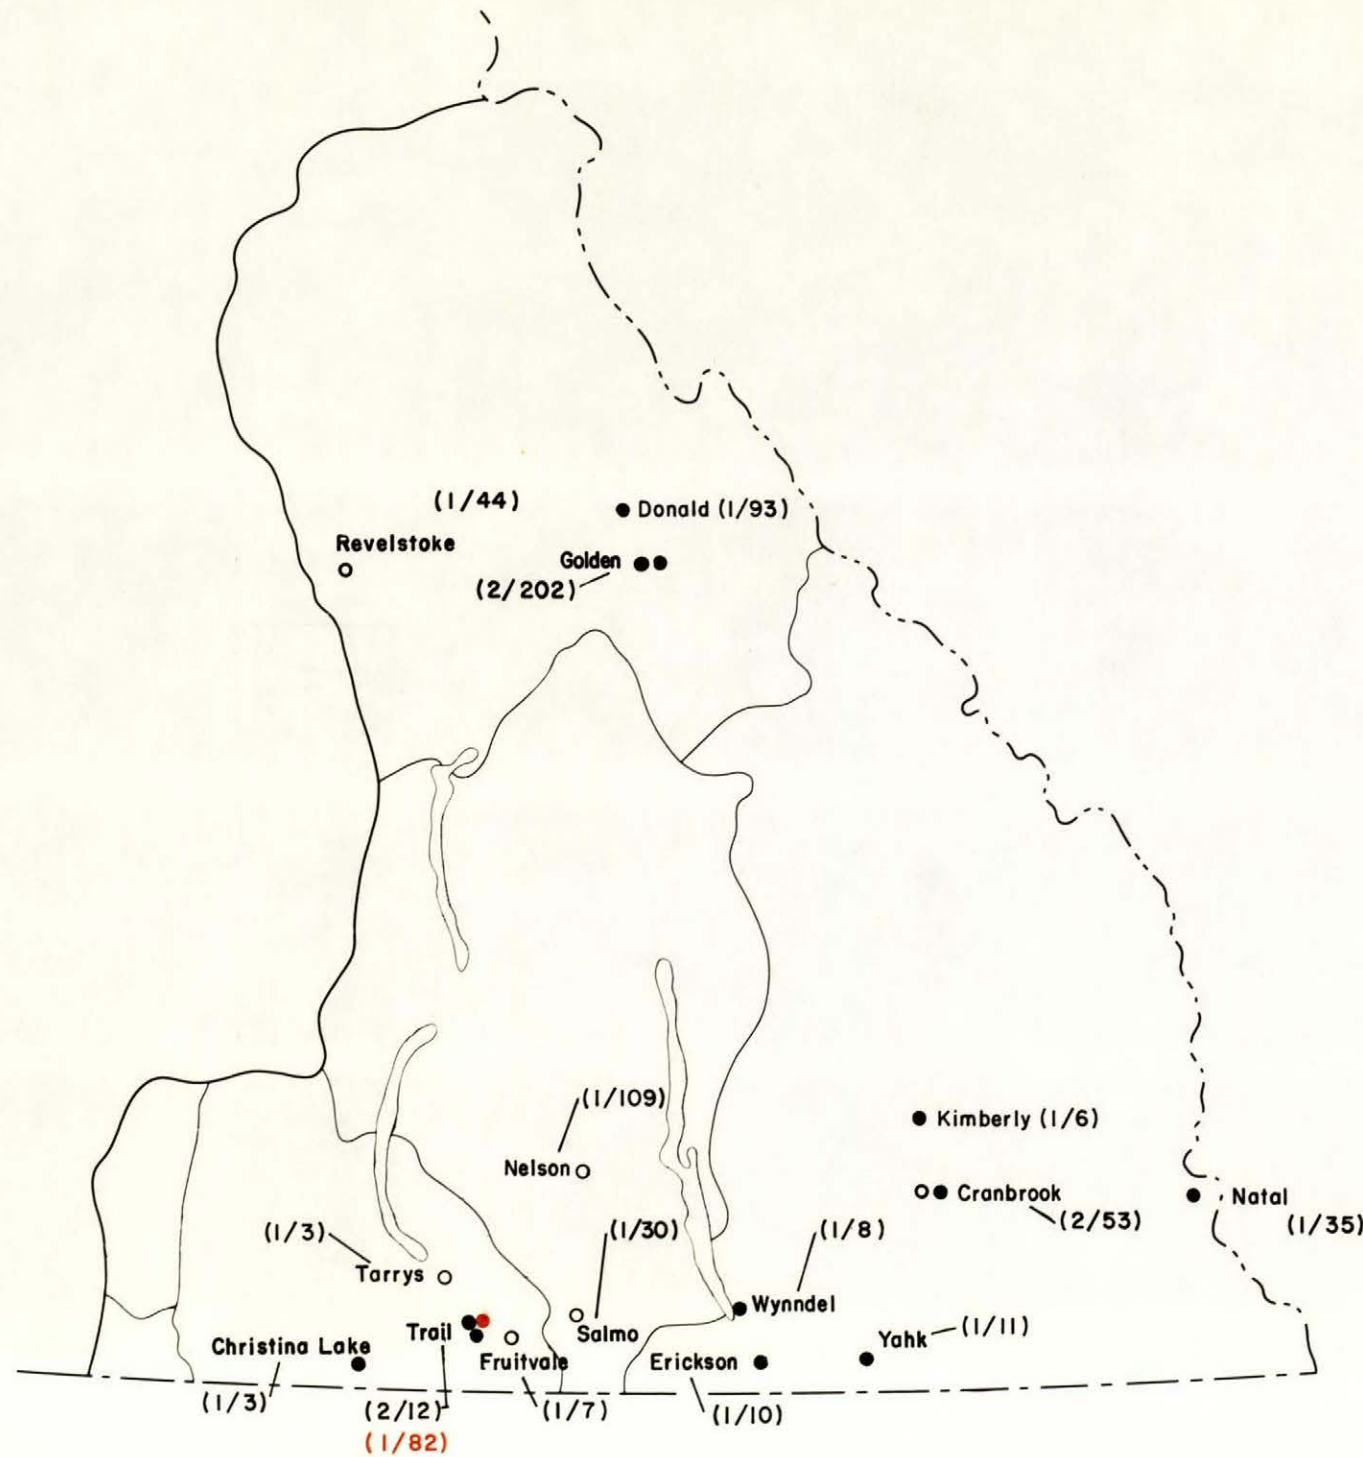 (1/44)
Donald (1/93)
Revelstoke
Golden
(2/202)
(1/109)
Kimberly (1/6)
Nelson
Cranbrook
Natal
(1/3)
(1/30)
(1/8)
(2/53)
(1/35)
Tarrys
Wynndel
Trail
Salmo
Yahk
(1/11)
Christina Lake
Fruitvale
Erickson
(1/3)
(2/12)
(1/7)
(1/10)
(1/82)